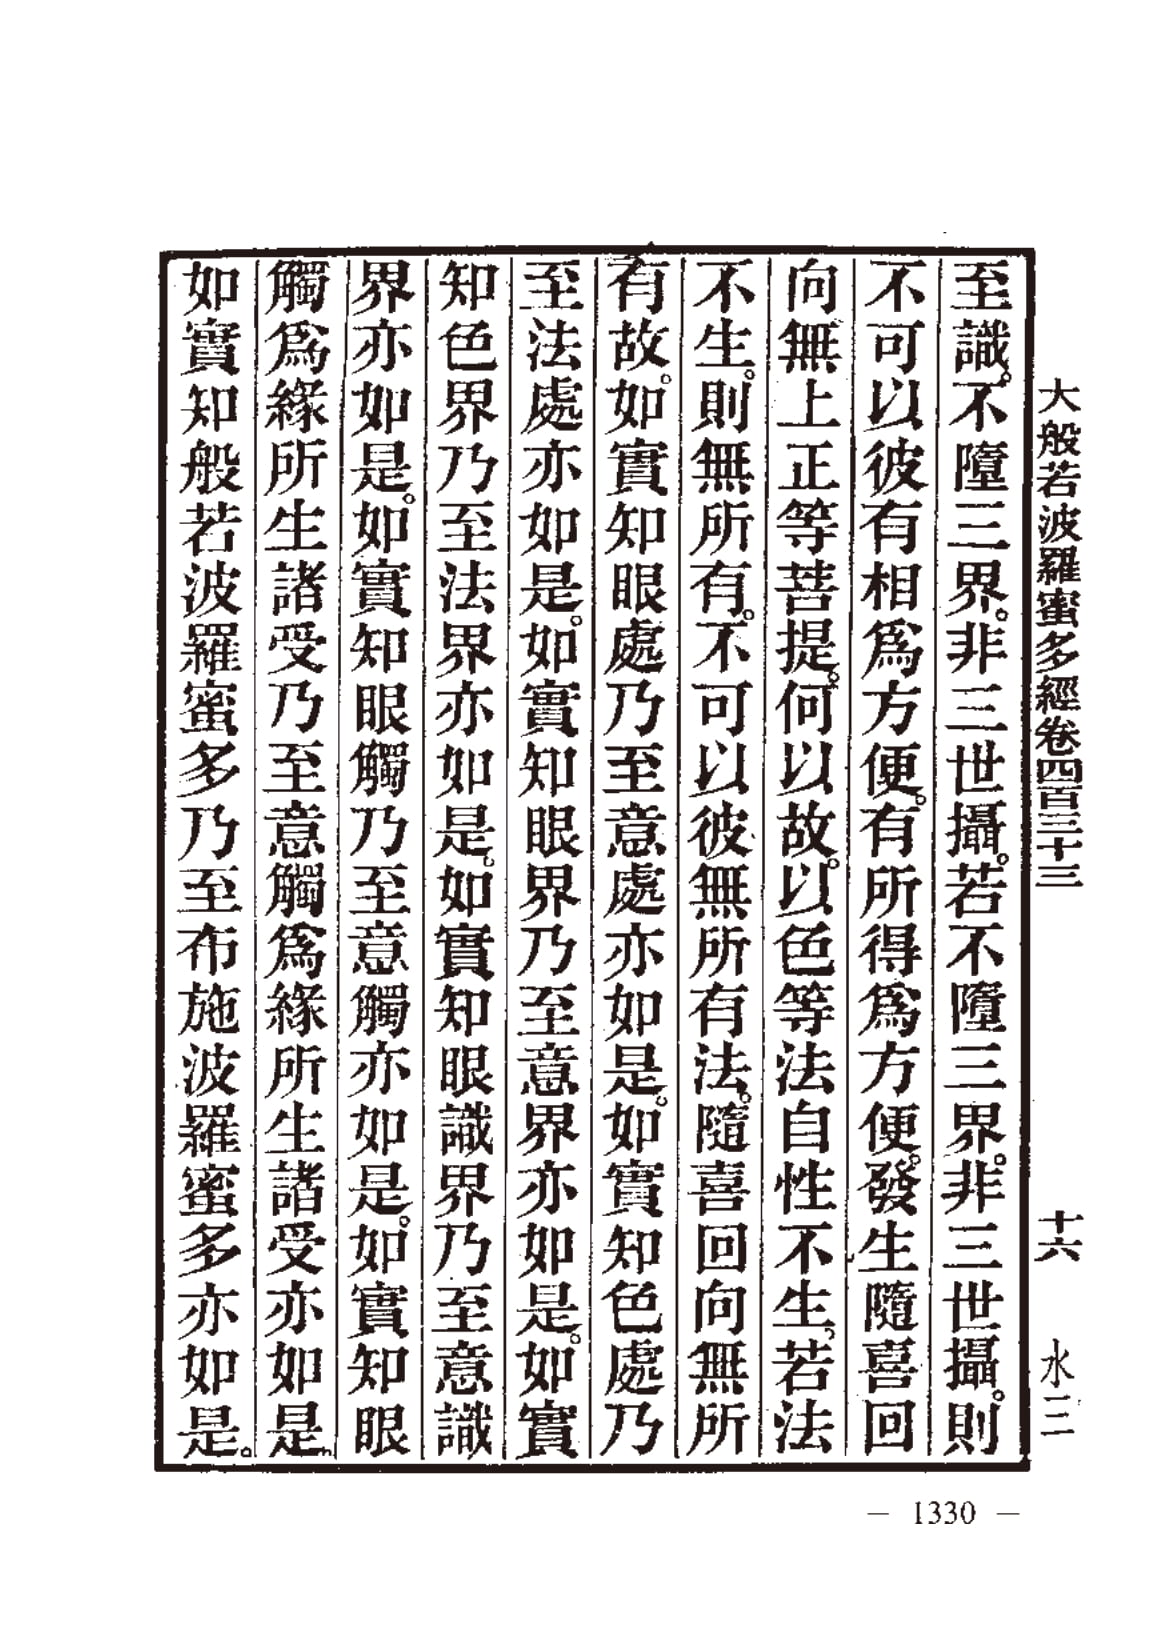 大般若波羅蜜多經卷四百三十三　十六　水三
至識。不墮三界。非三世攝。若不墮三界。非三世攝。則
不可以彼有相爲方便。有所得爲方便。發生隨喜回
向無上正等菩提。何以故。以色等法自性不生。若法
不生。則無所有。不可以彼無所有法。隨喜回向無所
有故。如實知眼處乃至意處亦如是。如實知色處乃
至法處亦如是。如實知眼界乃至意界亦如是。如實
知色界乃至法界亦如是。如實知眼識界乃至意識
界亦如是。如實知眼觸乃至意觸亦如是。如實知眼
觸爲緣所生諸受乃至意觸爲緣所生諸受亦如是。
如實知般若波羅蜜多乃至布施波羅蜜多亦如是。
— 1330 —